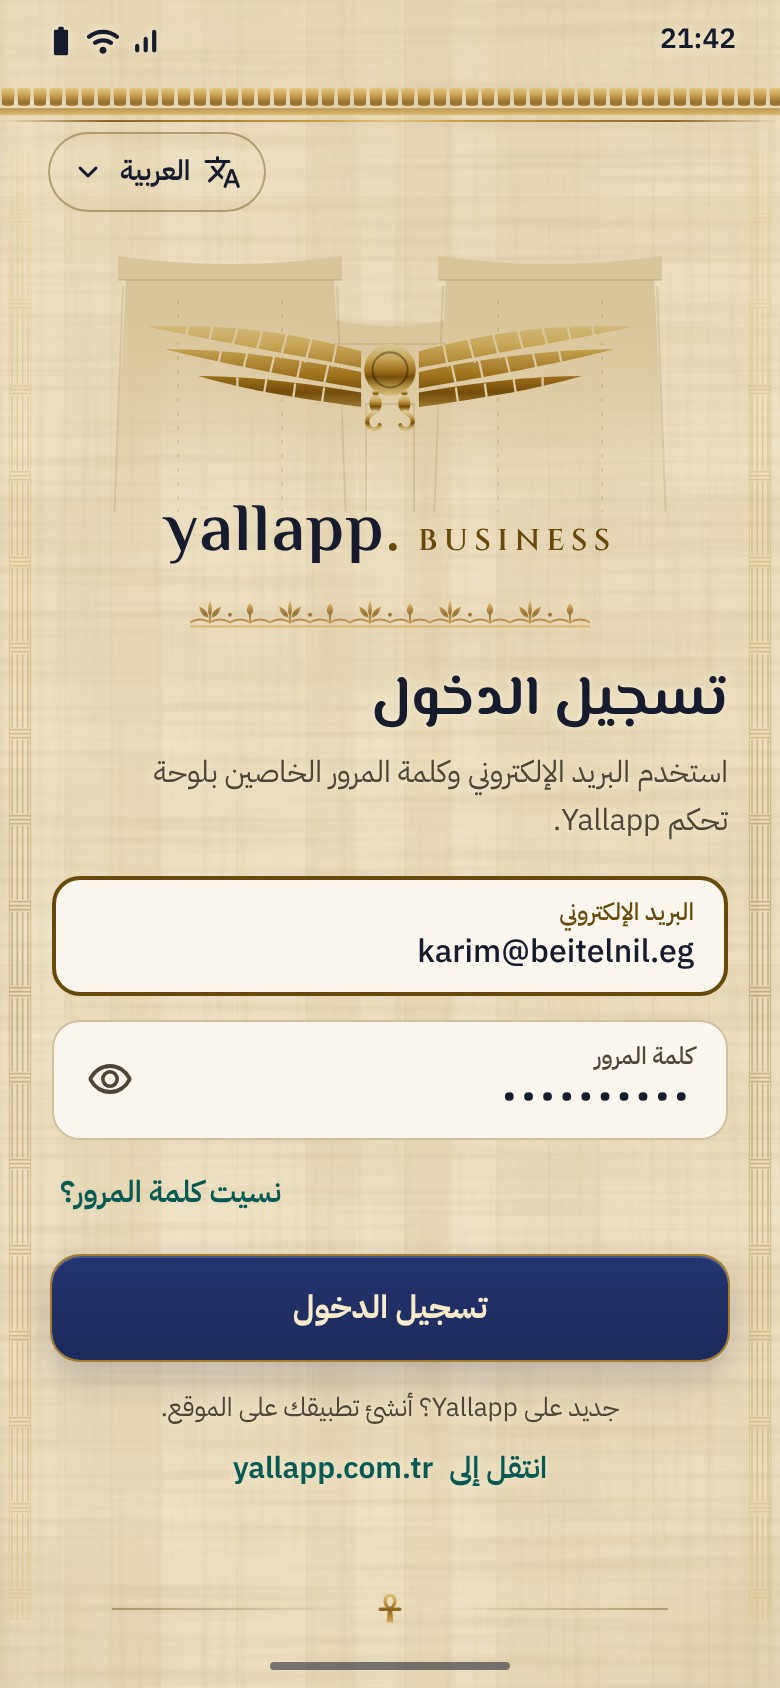 21:42
العربية
yallapp. BUSINESS
تسجيل الدخول
استخدم البريد الإلكتروني وكلمة المرور الخاصين بلوحة
تحكم Yallapp.
البريد الإلكتروني
karim@beitelnil.eg
كلمة المرور
••••••••••
نسيت كلمة المرور؟
تسجيل الدخول
جديد على Yallapp؟ أنشئ تطبيقك على الموقع.
انتقل إلى yallapp.com.tr